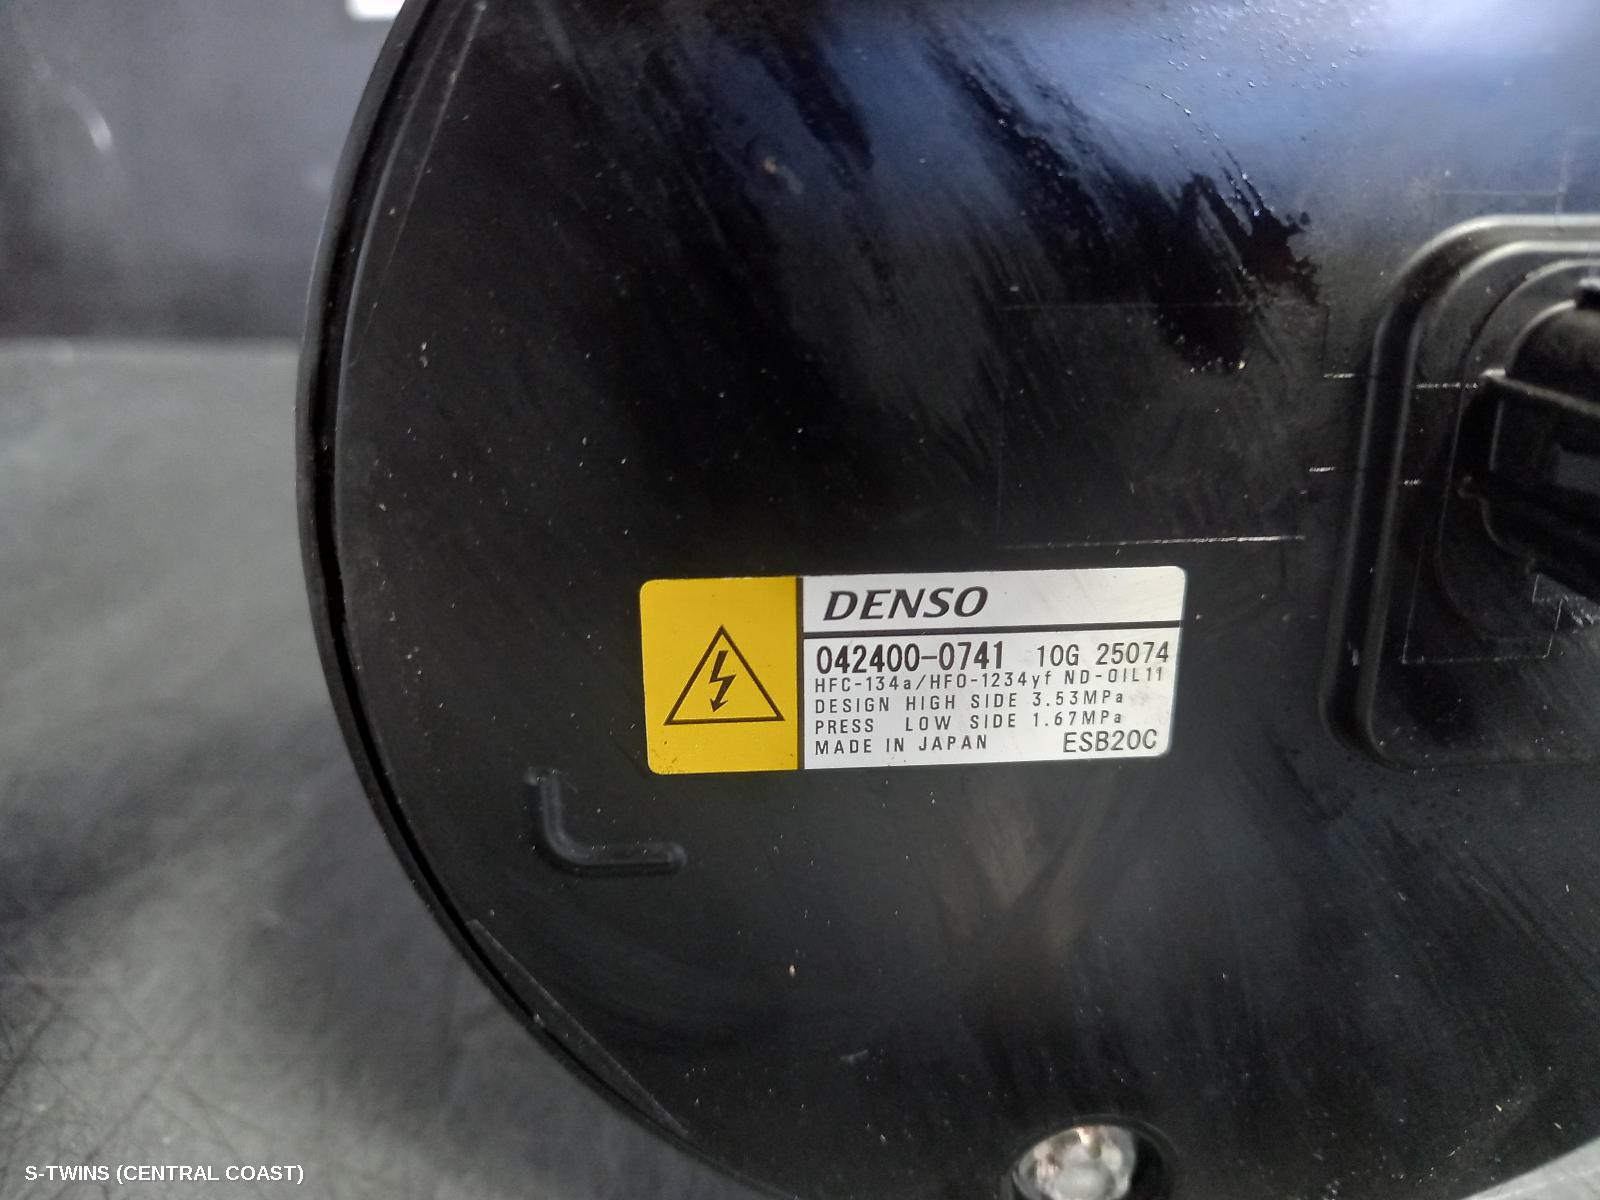 DENSO
042400-0741 10G 25074
HFC-134a/HFO-1234yf ND-OIL11
DESIGN HIGH SIDE 3.53MPa
PRESS LOW SIDE 1.67MPa
MADE IN JAPAN ESB20C
S-TWINS (CENTRAL COAST)